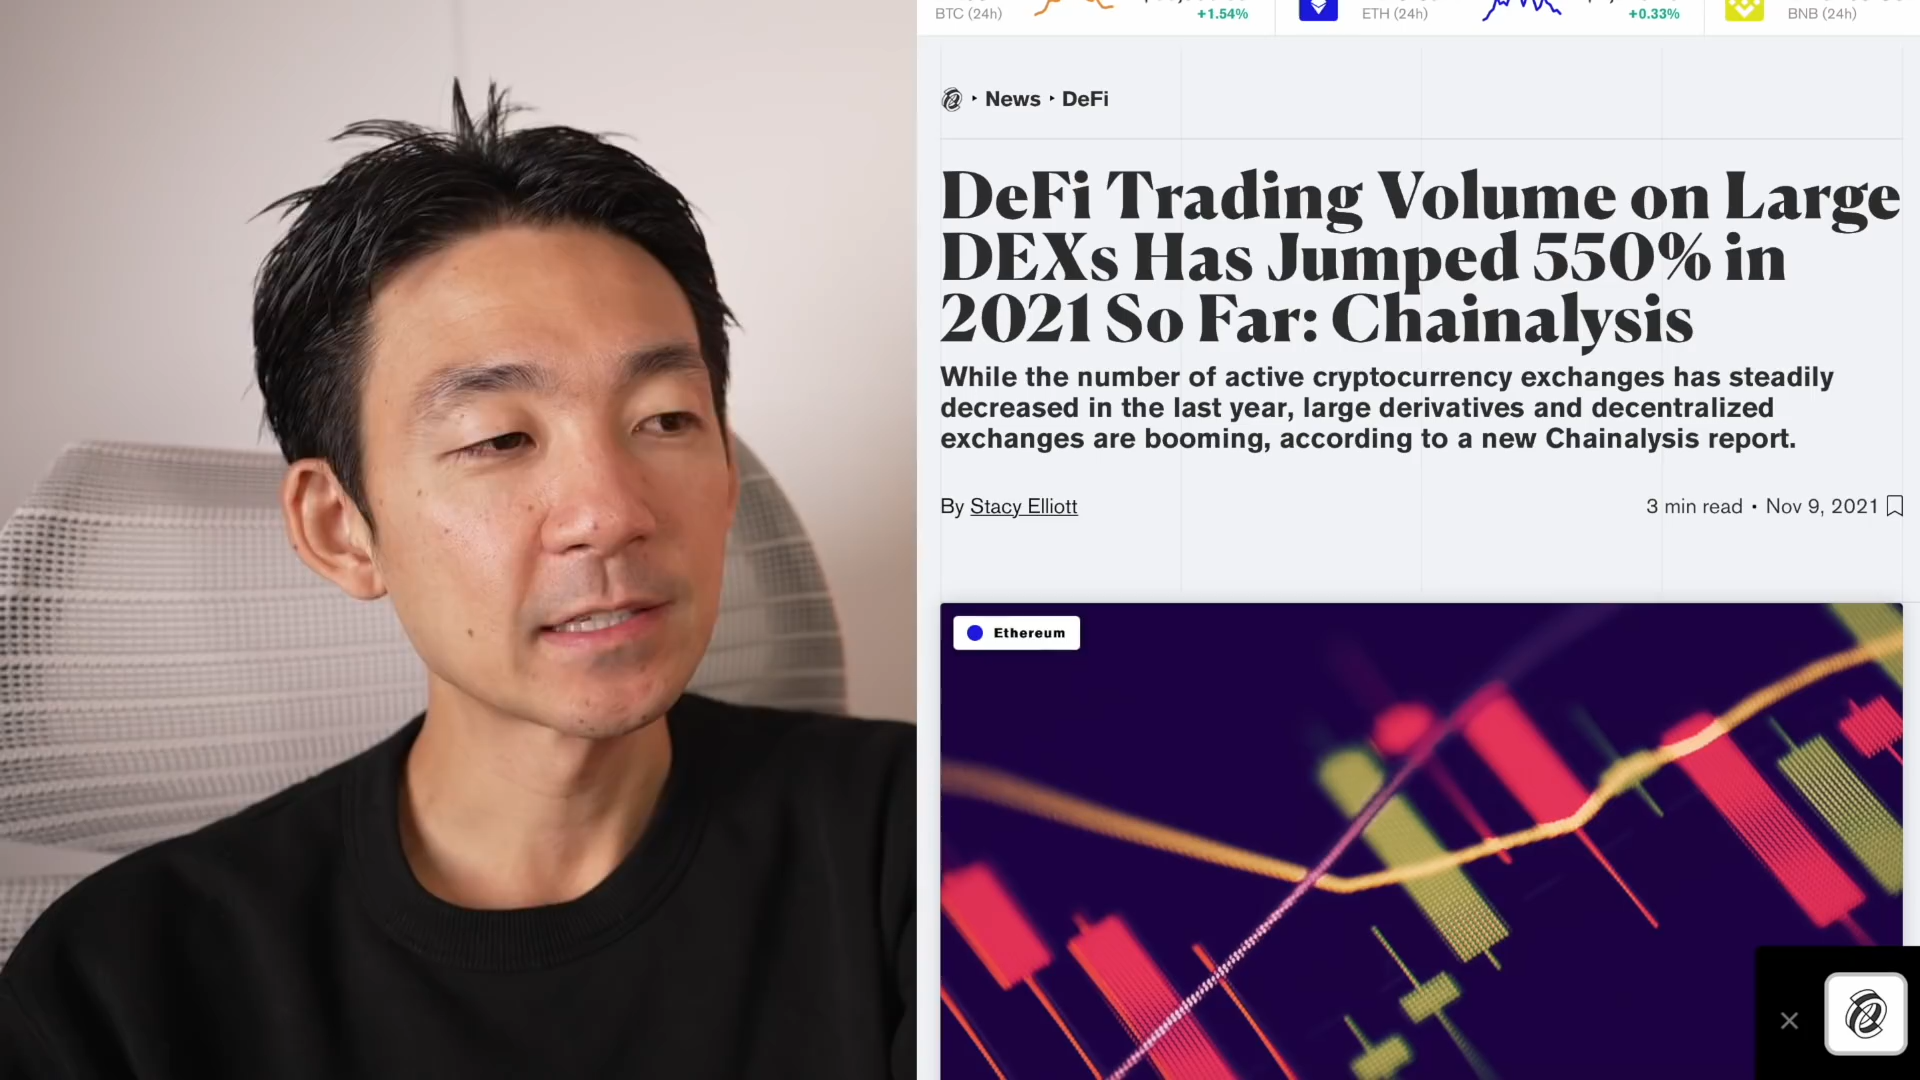 BTC (24h)
+1.54%
ETH (24h)
+0.33%
BNB (24h)
News ‣ DeFi
DeFi Trading Volume on Large
DEXs Has Jumped 550% in
2021 So Far: Chainalysis
While the number of active cryptocurrency exchanges has steadily
decreased in the last year, large derivatives and decentralized
exchanges are booming, according to a new Chainalysis report.
By Stacy Elliott
3 min read • Nov 9, 2021
Ethereum